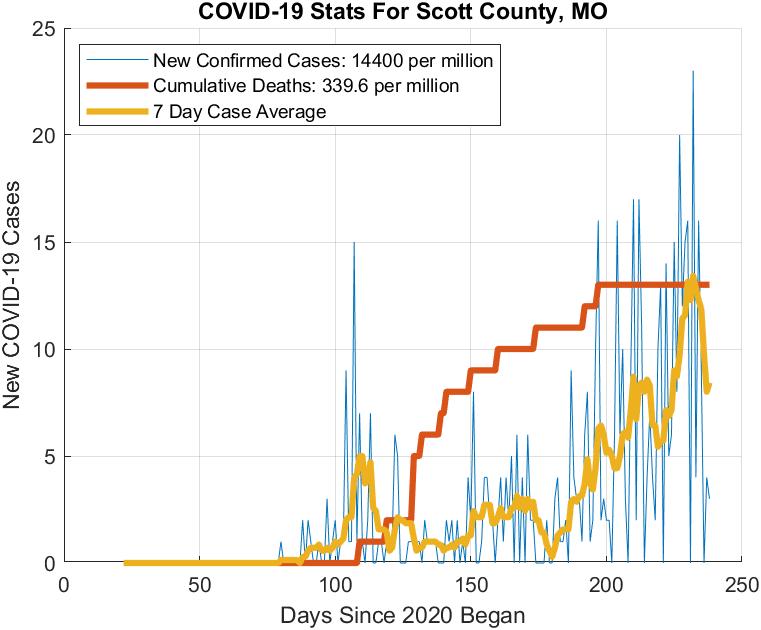 COVID-19 Stats For Scott County, MO
New Confirmed Cases: 14400 per million
Cumulative Deaths: 339.6 per million
7 Day Case Average
New COVID-19 Cases
25
20
15
10
5
0
0 50 100 150 200 250
Days Since 2020 Began